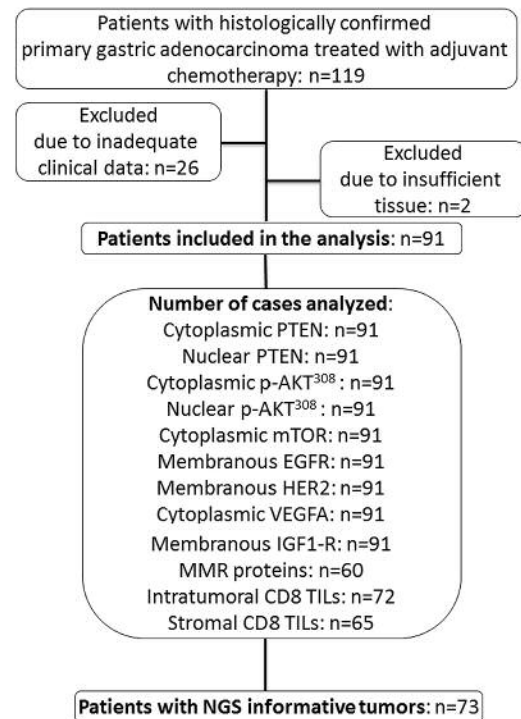 Patients with histologically confirmed
primary gastric adenocarcinoma treated with adjuvant
chemotherapy: n=119
Excluded
due to inadequate
clinical data: n=26
Excluded
due to insufficient
tissue: n=2
Patients included in the analysis: n=91
Number of cases analyzed:
Cytoplasmic PTEN: n=91
Nuclear PTEN: n=91
Cytoplasmic p-AKT³⁰⁸ : n=91
Nuclear p-AKT³⁰⁸ : n=91
Cytoplasmic mTOR: n=91
Membranous EGFR: n=91
Membranous HER2: n=91
Cytoplasmic VEGFA: n=91
Membranous IGF1-R: n=91
MMR proteins: n=60
Intratumoral CD8 TILs: n=72
Stromal CD8 TILs: n=65
Patients with NGS informative tumors: n=73